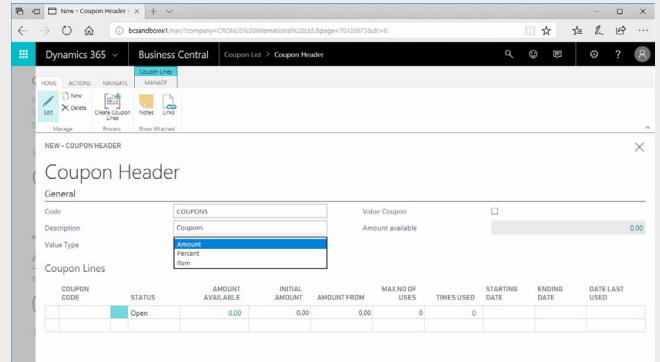 New - Coupon Header -
bcsandboxw1/nav/?company=CRONUS%20International%20Ltd.&page=70120673&dc=0
Dynamics 365 Business Central Coupon List > Coupon Header
Coupon Lines
HOME ACTIONS NAVIGATE MANAGE
Edit
New
Delete
Create Coupon
Lines
Notes
Links
Manage Process Show Attached
NEW - COUPON HEADER
Coupon Header
General
Code COUPONS Value Coupon
Description Coupons Amount available 0.00
Value Type Amount
Percent
Item
Coupon Lines
COUPON CODE STATUS AMOUNT AVAILABLE INITIAL AMOUNT AMOUNT FROM MAX NO OF USES TIMES USED STARTING DATE ENDING DATE DATE LAST USED
Open 0.00 0.00 0.00 0 0